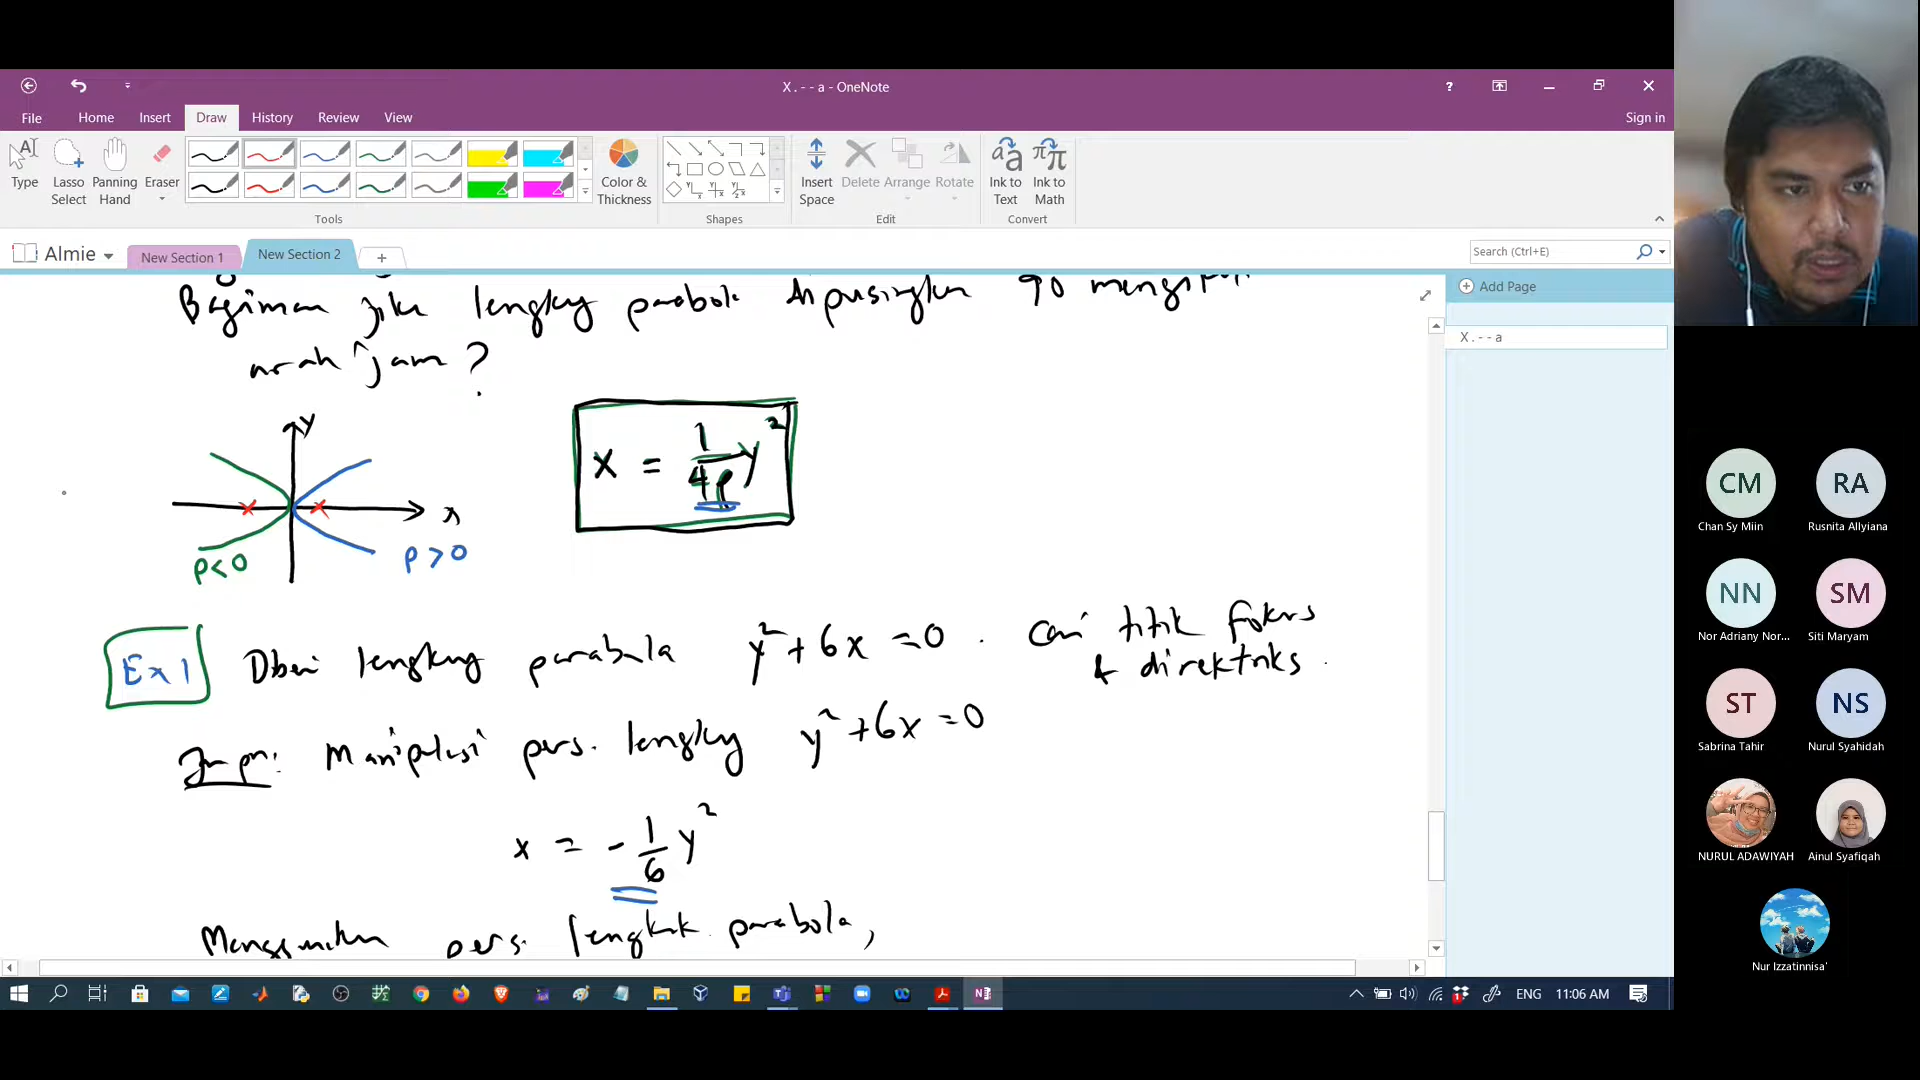 X . - - a - OneNote
?
File
Home
Insert
Draw
History
Review
View
Sign in
Type
Lasso Select
Panning Hand
Eraser
Color & Thickness
Insert Space
Delete
Arrange
Rotate
Ink to Text
Ink to Math
Tools
Shapes
Edit
Convert
Almie
New Section 1
New Section 2
+
Search (Ctrl+E)
Add Page
X . - - a
jika lengkung parabola dipusingkan 90
arah jam ?
y
x
p<0
p>0
x = 1/4p y²
Ex 1
lengkung parabola y²+6x=0 . Cari titik fokus
& direktriks .
Manipulasi pers. lengkung y²+6x=0
x = -1/6 y²
Menggunakan pers. parabola,
CM
Chan Sy Miin
RA
Rusnita Allyiana
NN
Nor Adriany Nor...
SM
Siti Maryam
ST
Sabrina Tahir
NS
Nurul Syahidah
NURUL ADAWIYAH
Ainul Syafiqah
Nur Izzatinnisa'
ENG
11:06 AM